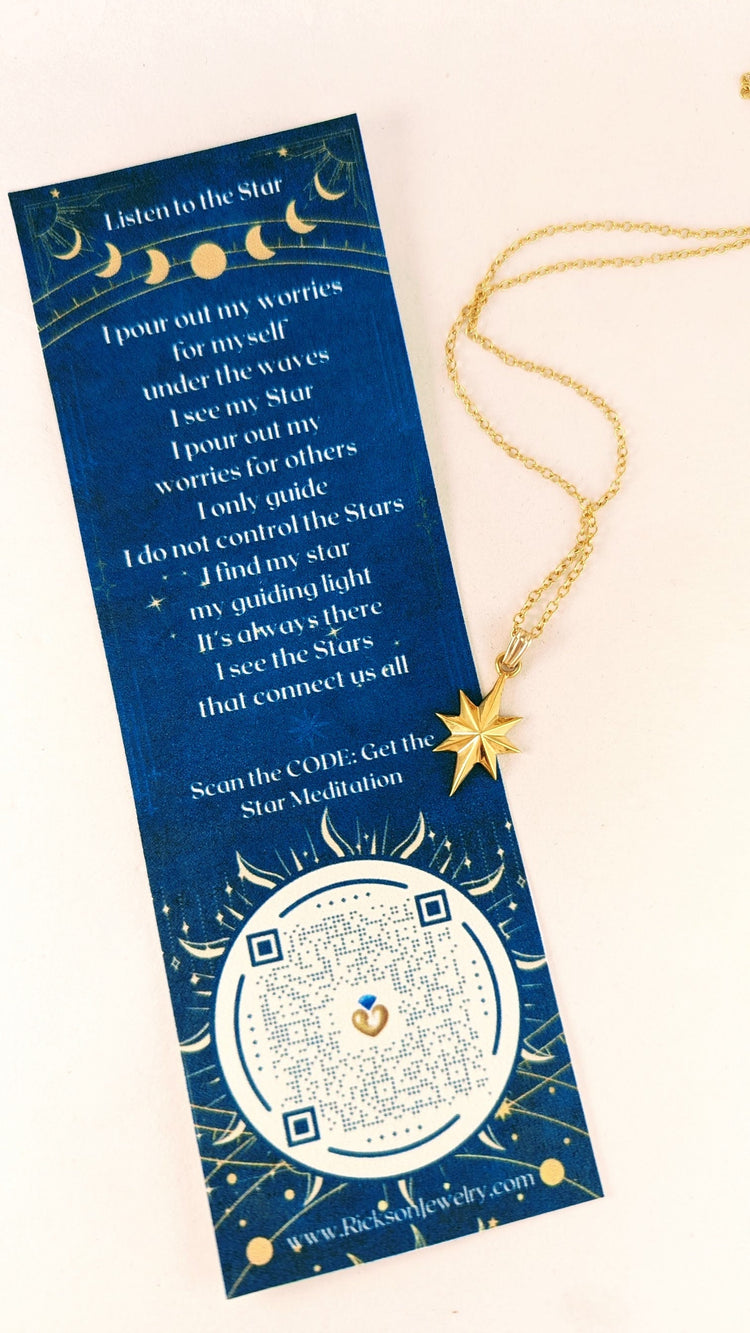 Listen to the Star
I pour out my worries
for myself
under the waves
I see my Star
I pour out my
worries for others
I only guide
I do not control the Stars
I find my star
my guiding light
It's always there
I see the Stars
that connect us all
Scan the CODE: Get the
Star Meditation
www.RicksonJewelry.com